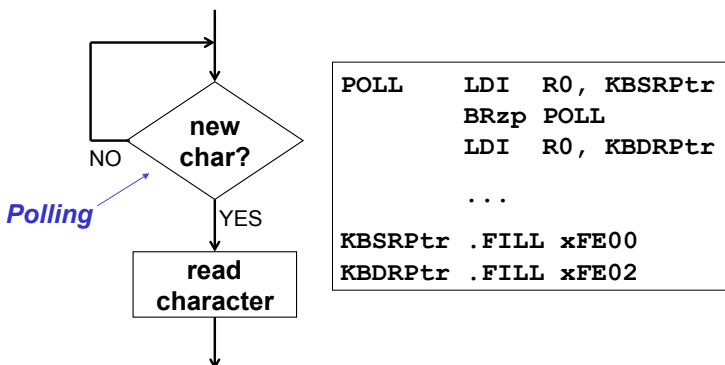 new
char?
NO
Polling
YES
read
character
POLL LDI R0, KBSRPtr
BRzp POLL
LDI R0, KBDRPtr
...
KBSRPtr .FILL xFE00
KBDRPtr .FILL xFE02